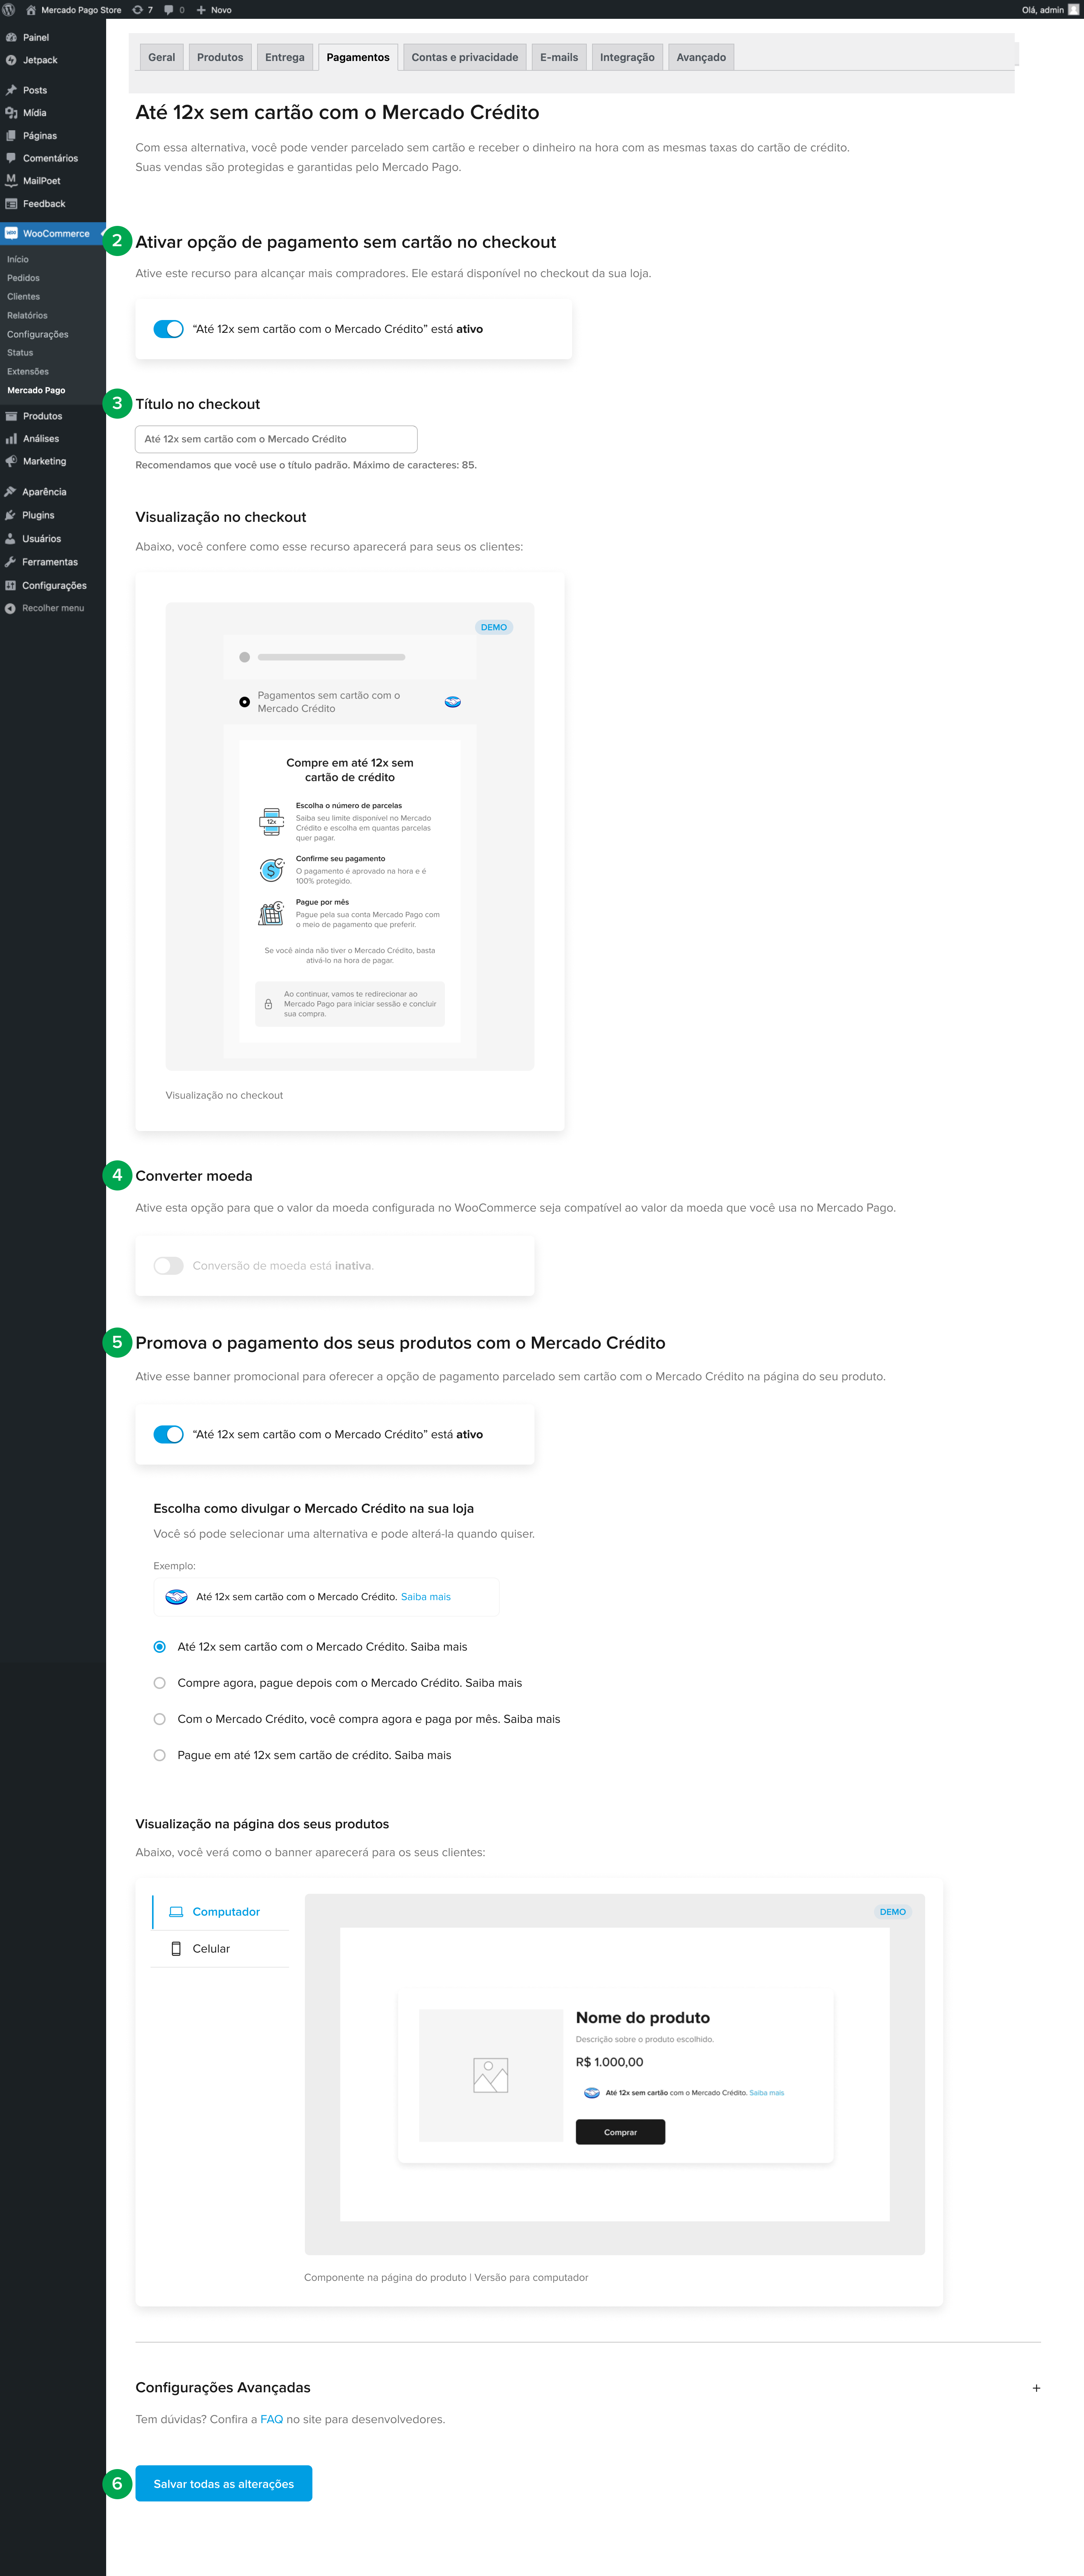 Mercado Pago Store 7 0 Novo
Olá, admin
Painel
Jetpack
Posts
Mídia
Páginas
Comentários
MailPoet
Feedback
WooCommerce
Início
Pedidos
Clientes
Relatórios
Configurações
Status
Extensões
Mercado Pago
Produtos
Análises
Marketing
Aparência
Plugins
Usuários
Ferramentas
Configurações
Recolher menu
Geral Produtos Entrega Pagamentos Contas e privacidade E-mails Integração Avançado
Até 12x sem cartão com o Mercado Crédito
Com essa alternativa, você pode vender parcelado sem cartão e receber o dinheiro na hora com as mesmas taxas do cartão de crédito.
Suas vendas são protegidas e garantidas pelo Mercado Pago.
2 Ativar opção de pagamento sem cartão no checkout
Ative este recurso para alcançar mais compradores. Ele estará disponível no checkout da sua loja.
“Até 12x sem cartão com o Mercado Crédito” está ativo
3 Título no checkout
Até 12x sem cartão com o Mercado Crédito
Recomendamos que você use o título padrão. Máximo de caracteres: 85.
Visualização no checkout
Abaixo, você confere como esse recurso aparecerá para seus os clientes:
DEMO
Pagamentos sem cartão com o
Mercado Crédito
Compre em até 12x sem
cartão de crédito
12x
Escolha o número de parcelas
Saiba seu limite disponível no Mercado
Crédito e escolha em quantas parcelas
quer pagar.
Confirme seu pagamento
O pagamento é aprovado na hora e é
100% protegido.
Pague por mês
Pague pela sua conta Mercado Pago com
o meio de pagamento que preferir.
Se você ainda não tiver o Mercado Crédito, basta
ativá-lo na hora de pagar.
Ao continuar, vamos te redirecionar ao
Mercado Pago para iniciar sessão e concluir
sua compra.
Visualização no checkout
4 Converter moeda
Ative esta opção para que o valor da moeda configurada no WooCommerce seja compatível ao valor da moeda que você usa no Mercado Pago.
Conversão de moeda está inativa.
5 Promova o pagamento dos seus produtos com o Mercado Crédito
Ative esse banner promocional para oferecer a opção de pagamento parcelado sem cartão com o Mercado Crédito na página do seu produto.
“Até 12x sem cartão com o Mercado Crédito” está ativo
Escolha como divulgar o Mercado Crédito na sua loja
Você só pode selecionar uma alternativa e pode alterá-la quando quiser.
Exemplo:
Até 12x sem cartão com o Mercado Crédito. Saiba mais
Até 12x sem cartão com o Mercado Crédito. Saiba mais
Compre agora, pague depois com o Mercado Crédito. Saiba mais
Com o Mercado Crédito, você compra agora e paga por mês. Saiba mais
Pague em até 12x sem cartão de crédito. Saiba mais
Visualização na página dos seus produtos
Abaixo, você verá como o banner aparecerá para os seus clientes:
Computador
Celular
DEMO
Nome do produto
Descrição sobre o produto escolhido.
R$ 1.000,00
Até 12x sem cartão com o Mercado Crédito. Saiba mais
Comprar
Componente na página do produto | Versão para computador
Configurações Avançadas +
Tem dúvidas? Confira a FAQ no site para desenvolvedores.
6 Salvar todas as alterações